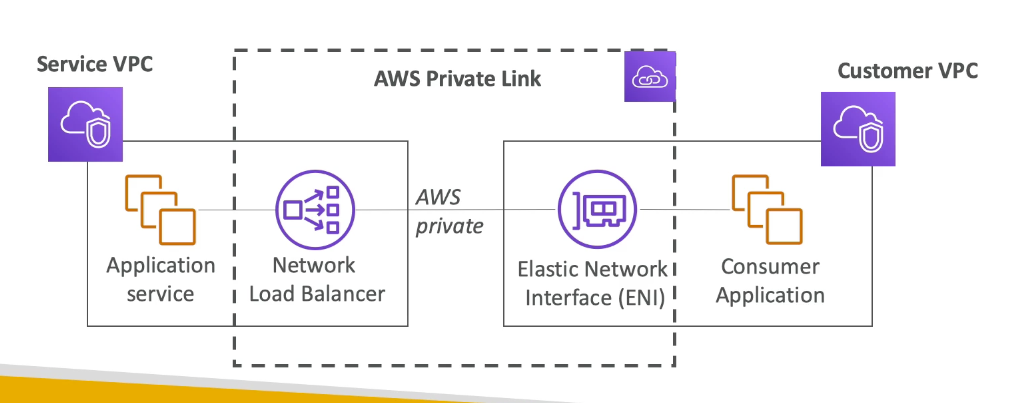 Service VPC
AWS Private Link
Customer VPC
AWS
private
Application
service
Network
Load Balancer
Elastic Network
Interface (ENI)
Consumer
Application